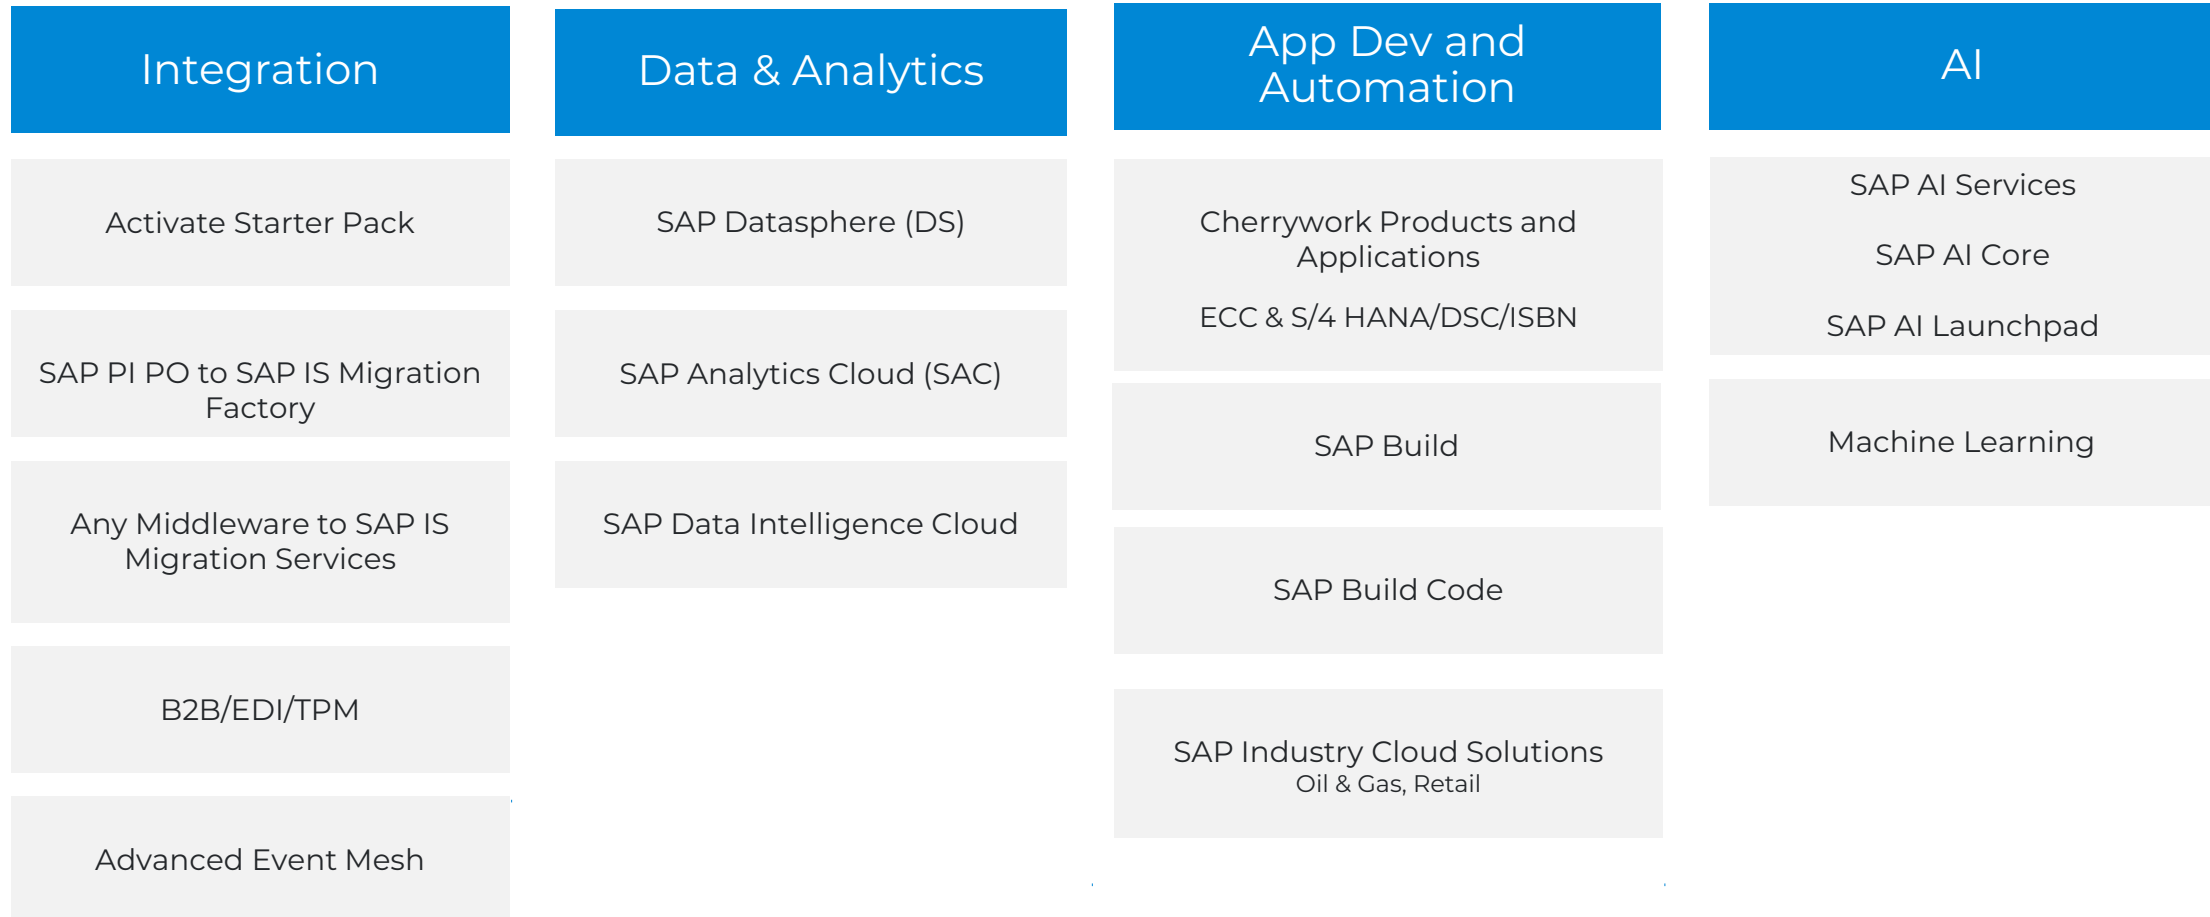 Integration
Activate Starter Pack
SAP PI PO to SAP IS Migration
Factory
Any Middleware to SAP IS
Migration Services
B2B/EDI/TPM
Advanced Event Mesh
Data & Analytics
SAP Datasphere (DS)
SAP Analytics Cloud (SAC)
SAP Data Intelligence Cloud
App Dev and
Automation
Cherrywork Products and
Applications
ECC & S/4 HANA/DSC/ISBN
SAP Build
SAP Build Code
SAP Industry Cloud Solutions
Oil & Gas, Retail
AI
SAP AI Services
SAP AI Core
SAP AI Launchpad
Machine Learning